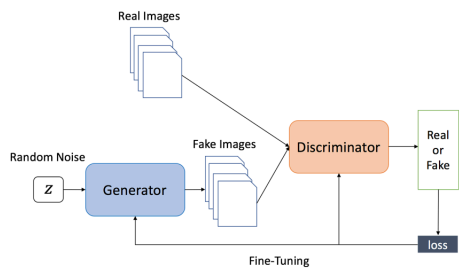 Real Images
Random Noise
Z
Generator
Fake Images
Discriminator
Real
or
Fake
loss
Fine-Tuning